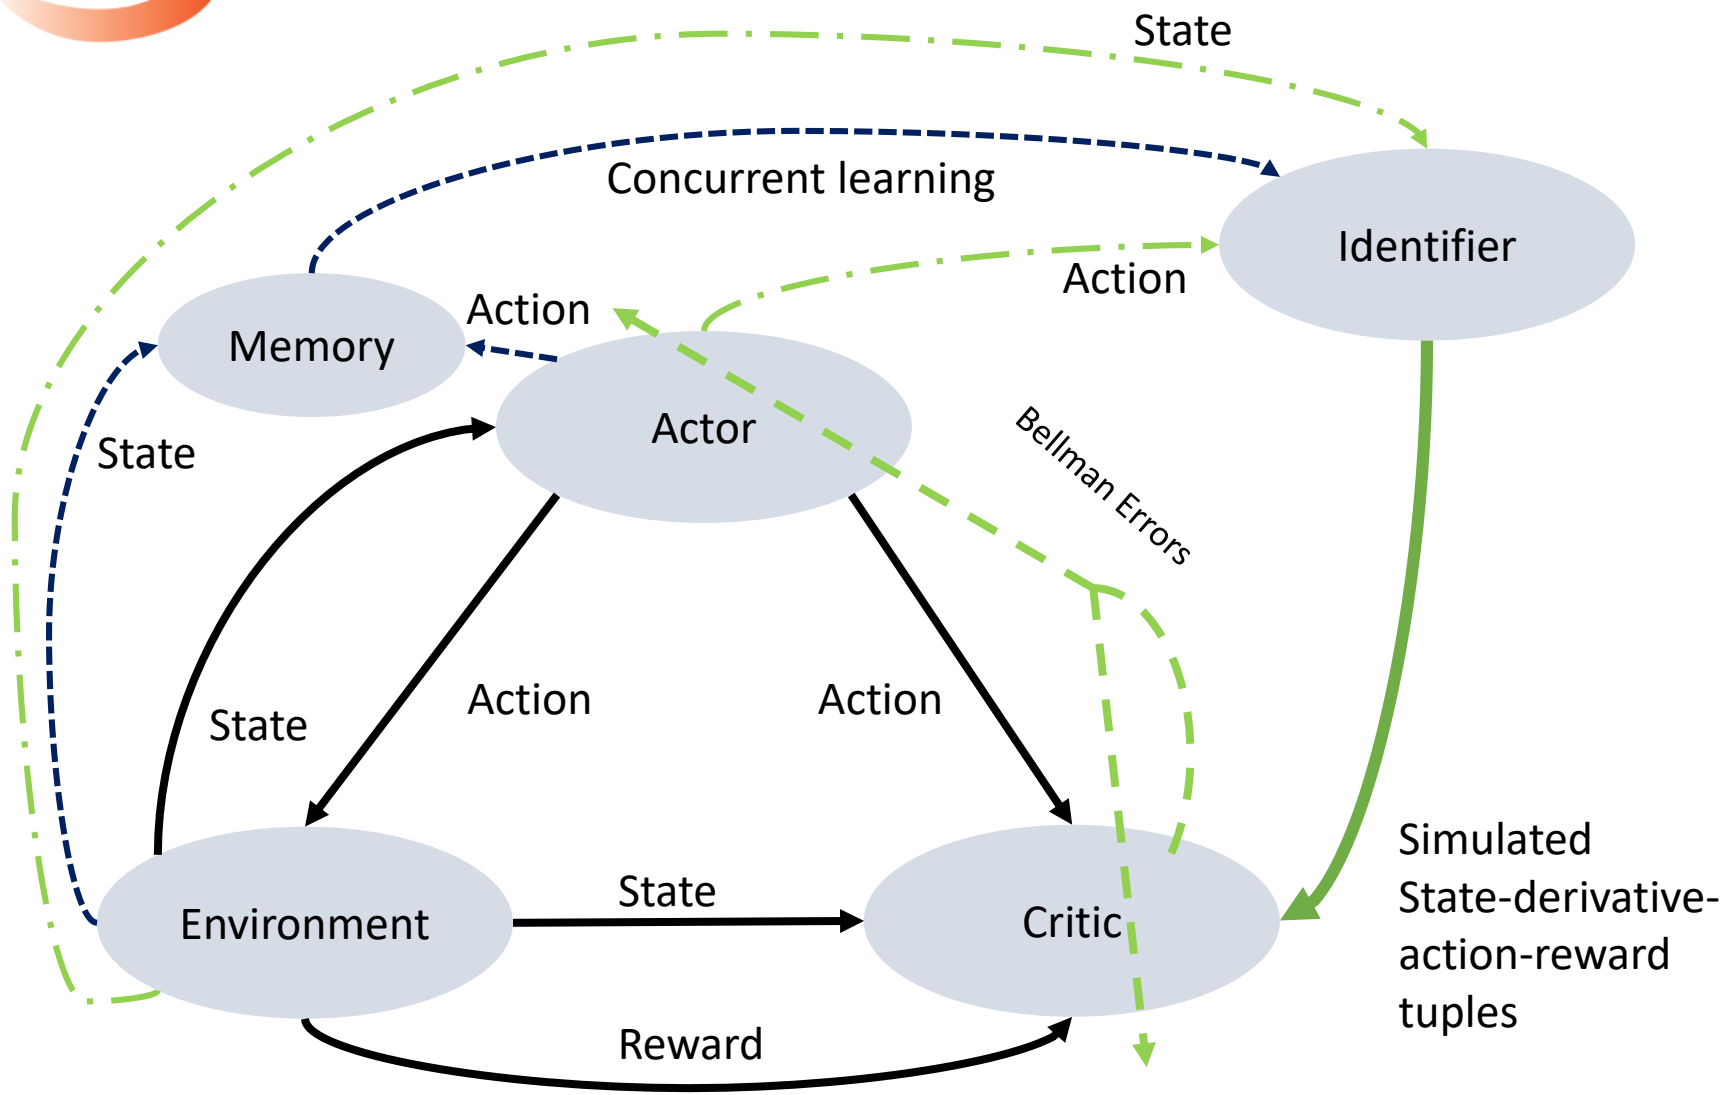 State
Concurrent learning
Identifier
Action
Action
Memory
Actor
Bellman Errors
State
Action
Action
State
Simulated
State-derivative-
action-reward
tuples
State
Environment
Critic
Reward